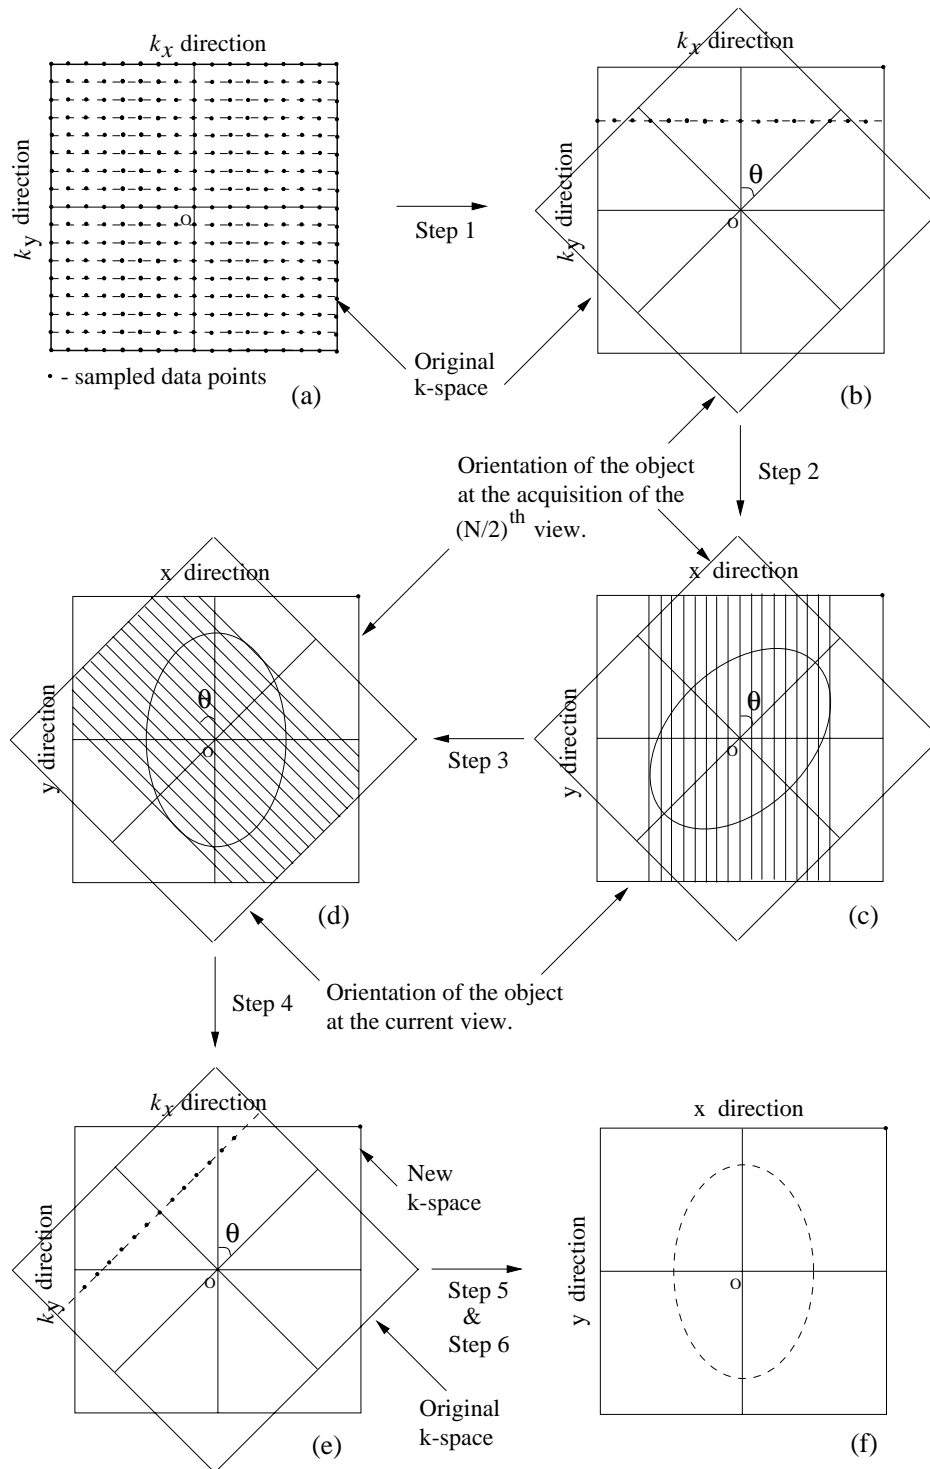 k_x direction
k_y direction
O
• - sampled data points
(a)
Step 1
Original
k-space
k_x direction
k_y direction
θ
O
(b)
Orientation of the object
at the acquisition of the
(N/2)^th view.
Step 2
x direction
y direction
θ
O
(d)
Step 3
x direction
y direction
θ
O
(c)
Step 4
Orientation of the object
at the current view.
k_x direction
k_y direction
θ
O
(e)
New
k-space
Step 5
&
Step 6
Original
k-space
x direction
y direction
O
(f)